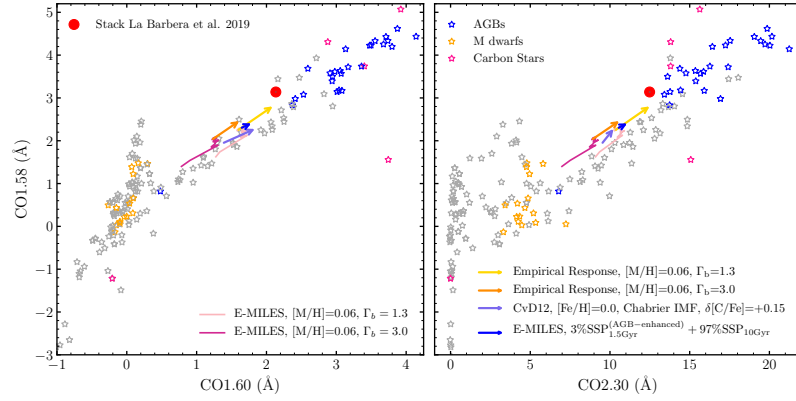 Stack La Barbera et al. 2019
AGBs
M dwarfs
Carbon Stars
CO1.58 (Å)
5
4
3
2
1
0
−1
−2
−3
E-MILES, [M/H]=0.06, Γb = 1.3
E-MILES, [M/H]=0.06, Γb = 3.0
Empirical Response, [M/H]=0.06, Γb=1.3
Empirical Response, [M/H]=0.06, Γb=3.0
CvD12, [Fe/H]=0.0, Chabrier IMF, δ[C/Fe]=+0.15
E-MILES, 3%SSP(AGB−enhanced)1.5Gyr + 97%SSP10Gyr
−1 0 1 2 3 4
0 5 10 15 20
CO1.60 (Å)
CO2.30 (Å)